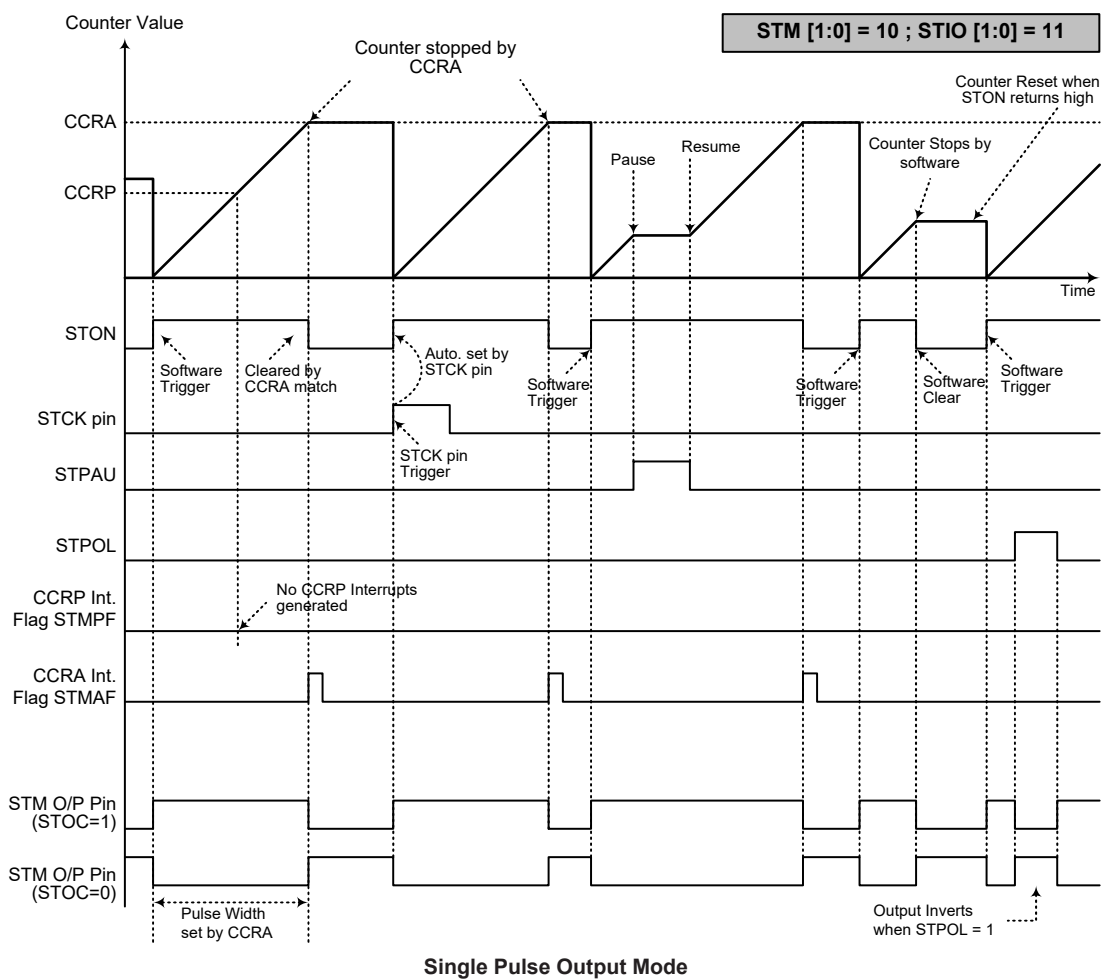 Counter Value
STM [1:0] = 10 ; STIO [1:0] = 11
Counter stopped by
CCRA
Counter Reset when
STON returns high
CCRA
Pause
Resume
Counter Stops by
software
CCRP
Time
STON
Software
Trigger
Cleared by
CCRA match
Auto. set by
STCK pin
Software
Trigger
Software
Trigger
Software
Clear
Software
Trigger
STCK pin
STCK pin
Trigger
STPAU
STPOL
CCRP Int.
Flag STMPF
No CCRP Interrupts
generated
CCRA Int.
Flag STMAF
STM O/P Pin
(STOC=1)
STM O/P Pin
(STOC=0)
Pulse Width
set by CCRA
Output Inverts
when STPOL = 1
Single Pulse Output Mode